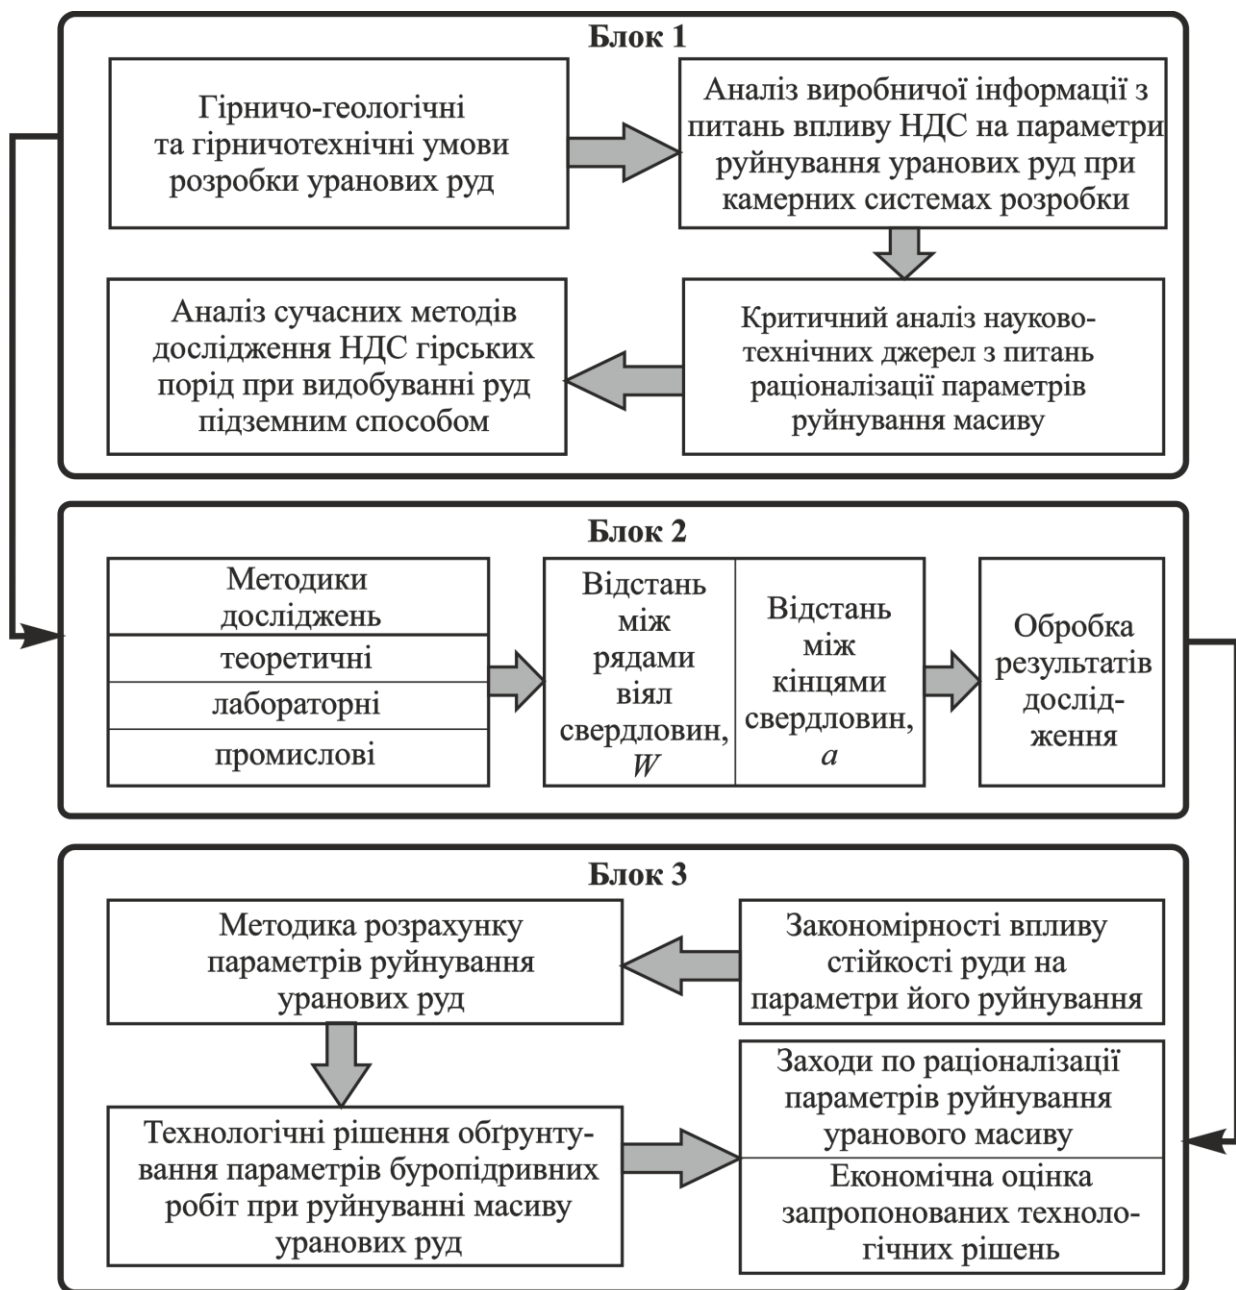 Блок 1
Гірничо-геологічні
та гірничотехнічні умови
розробки уранових руд
Аналіз виробничої інформації з
питань впливу НДС на параметри
руйнування уранових руд при
камерних системах розробки
Аналіз сучасних методів
дослідження НДС гірських
порід при видобуванні руд
підземним способом
Критичний аналіз науково-
технічних джерел з питань
раціоналізації параметрів
руйнування масиву
Блок 2
Методики
досліджень
теоретичні
лабораторні
промислові
Відстань
між
рядами
віял
свердловин,
W
Відстань
між
кінцями
свердловин,
a
Обробка
результатів
дослід-
ження
Блок 3
Методика розрахунку
параметрів руйнування
уранових руд
Закономірності впливу
стійкості руди на
параметри його руйнування
Технологічні рішення обґрунту-
вання параметрів буропідривних
робіт при руйнуванні масиву
уранових руд
Заходи по раціоналізації
параметрів руйнування
уранового масиву
Економічна оцінка
запропонованих техноло-
гічних рішень